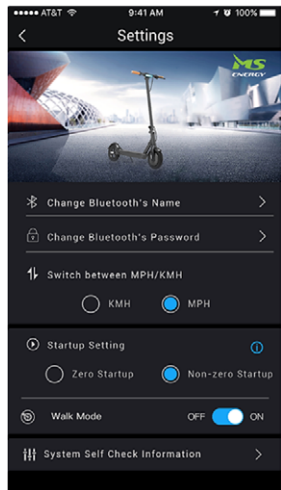 AT&T 9:41 AM 100%
Settings
MS
ENERGY
Change Bluetooth's Name
Change Bluetooth's Password
Switch between MPH/KMH
KMH MPH
Startup Setting
Zero Startup Non-zero Startup
Walk Mode OFF ON
System Self Check Information